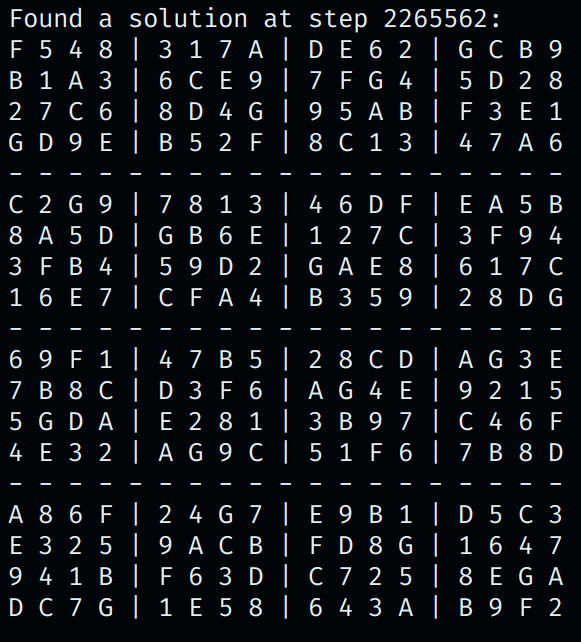 Found a solution at step 2265562:
F 5 4 8 | 3 1 7 A | D E 6 2 | G C B 9
B 1 A 3 | 6 C E 9 | 7 F G 4 | 5 D 2 8
2 7 C 6 | 8 D 4 G | 9 5 A B | F 3 E 1
G D 9 E | B 5 2 F | 8 C 1 3 | 4 7 A 6
- - - - - - - - - - - - - - - - - - -
C 2 G 9 | 7 8 1 3 | 4 6 D F | E A 5 B
8 A 5 D | G B 6 E | 1 2 7 C | 3 F 9 4
3 F B 4 | 5 9 D 2 | G A E 8 | 6 1 7 C
1 6 E 7 | C F A 4 | B 3 5 9 | 2 8 D G
- - - - - - - - - - - - - - - - - - -
6 9 F 1 | 4 7 B 5 | 2 8 C D | A G 3 E
7 B 8 C | D 3 F 6 | A G 4 E | 9 2 1 5
5 G D A | E 2 8 1 | 3 B 9 7 | C 4 6 F
4 E 3 2 | A G 9 C | 5 1 F 6 | 7 B 8 D
- - - - - - - - - - - - - - - - - - -
A 8 6 F | 2 4 G 7 | E 9 B 1 | D 5 C 3
E 3 2 5 | 9 A C B | F D 8 G | 1 6 4 7
9 4 1 B | F 6 3 D | C 7 2 5 | 8 E G A
D C 7 G | 1 E 5 8 | 6 4 3 A | B 9 F 2